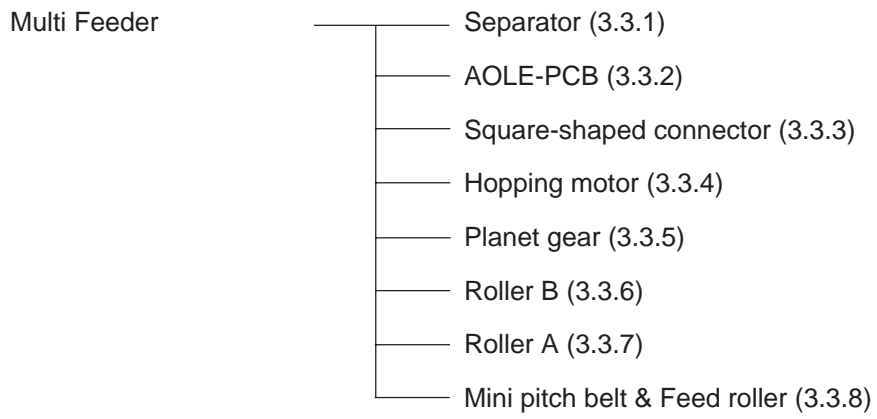 Multi Feeder
Separator (3.3.1)
AOLE-PCB (3.3.2)
Square-shaped connector (3.3.3)
Hopping motor (3.3.4)
Planet gear (3.3.5)
Roller B (3.3.6)
Roller A (3.3.7)
Mini pitch belt & Feed roller (3.3.8)